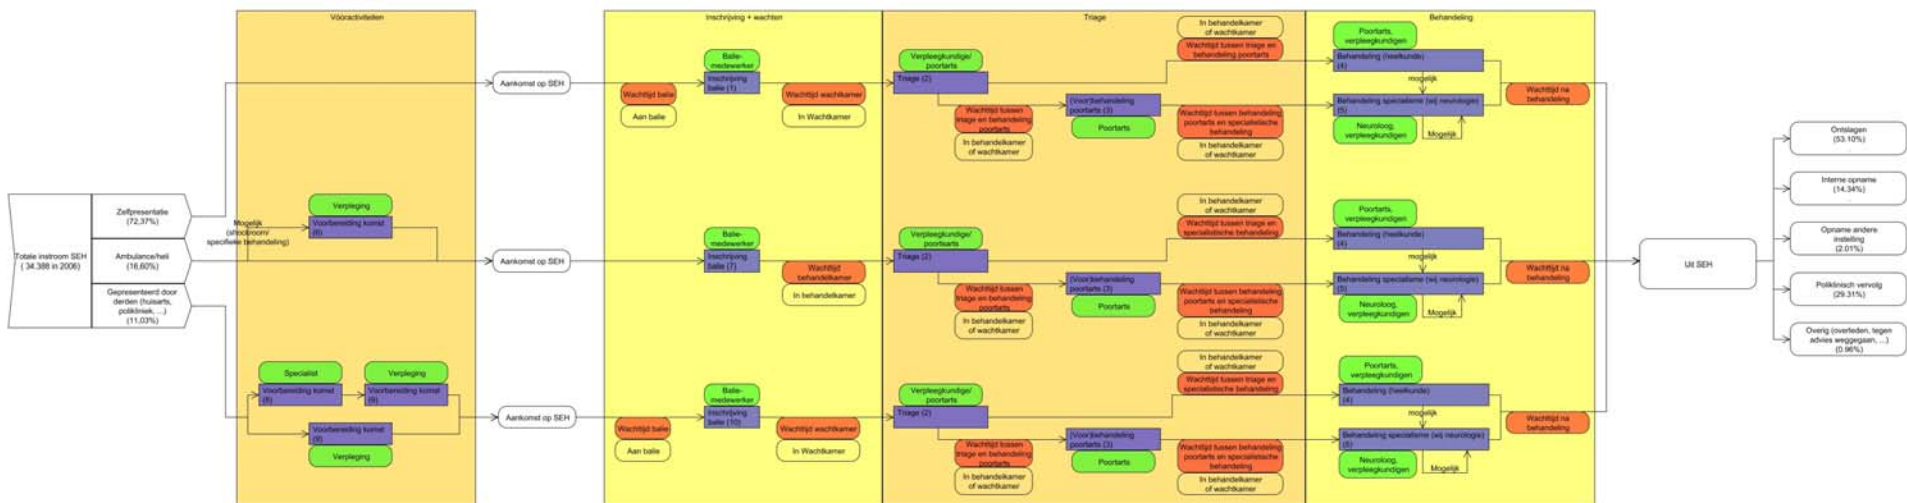 Vóóractiviteiten
Inschrijving + wachten
Triage
Behandeling
Totale instroom SEH
( 34.388 in 2006)
Zelfpresentatie
(72,37%)
Ambulance/heli
(16,60%)
Gepresenteerd door
derden (huisarts,
polikliniek, ...)
(11,03%)
Aankomst op SEH
Wachttijd balie
Aan balie
Balie-
medewerker
Inschrijving
balie (1)
Wachttijd wachtkamer
In Wachtkamer
Verpleegkundige/
poortarts
Triage (2)
Wachttijd tussen
triage en behandeling
poortarts
In behandelkamer
of wachtkamer
(Voor)behandeling
poortarts (3)
Poortarts
In behandelkamer
of wachtkamer
Wachttijd tussen triage en
behandeling poortarts
Wachttijd tussen behandeling
poortarts en specialistische
behandeling
In behandelkamer
of wachtkamer
Poortarts,
verpleegkundigen
Behandeling (heelkunde)
(4)
mogelijk
Behandeling specialisme (wij neurologie)
(5)
Neuroloog,
verpleegkundigen
Mogelijk
Wachttijd na
behandeling
Mogelijk
(shockroom/
specifieke behandeling)
Verpleging
Voorbereiding komst
(6)
Aankomst op SEH
Balie-
medewerker
Inschrijving
balie (7)
Wachttijd
behandelkamer
In behandelkamer
Verpleegkundige/
poortsarts
Triage (2)
Wachttijd tussen
triage en behandeling
poortarts
In behandelkamer
of wachtkamer
(Voor)behandeling
poortarts (3)
Poortarts
In behandelkamer
of wachtkamer
Wachttijd tussen triage en
specialistische behandeling
Wachttijd tussen behandeling
poortarts en specialistische
behandeling
In behandelkamer
of wachtkamer
Poortarts,
verpleegkundigen
Behandeling (heelkunde)
(4)
mogelijk
Behandeling specialisme (wij neurologie)
(5)
Neuroloog,
verpleegkundigen
Mogelijk
Wachttijd na
behandeling
Specialist
Voorbereiding komst
(8)
Verpleging
Voorbereiding komst
(9)
Voorbereiding komst
(9)
Verpleging
Aankomst op SEH
Wachttijd balie
Aan balie
Balie-
medewerker
Inschrijving
balie (10)
Wachttijd wachtkamer
In Wachtkamer
Verpleegkundige/
poortarts
Triage (2)
Wachttijd tussen
triage en behandeling
poortarts
In behandelkamer
of wachtkamer
(Voor)behandeling
poortarts (3)
Poortarts
In behandelkamer
of wachtkamer
Wachttijd tussen triage en
specialistische behandeling
Wachttijd tussen behandeling
poortarts en specialistische
behandeling
In behandelkamer
of wachtkamer
Poortarts,
verpleegkundigen
Behandeling (heelkunde)
(4)
mogelijk
Behandeling specialisme (wij neurologie)
(5)
Neuroloog,
verpleegkundigen
Mogelijk
Wachttijd na
behandeling
Uit SEH
Ontslagen
(53.10%)
Interne opname
(14.34%)
Opname andere
instelling
(2.01%)
Poliklinisch vervolg
(29.31%)
Overig (overleden, tegen
advies weggegaan, ...)
(0.96%)